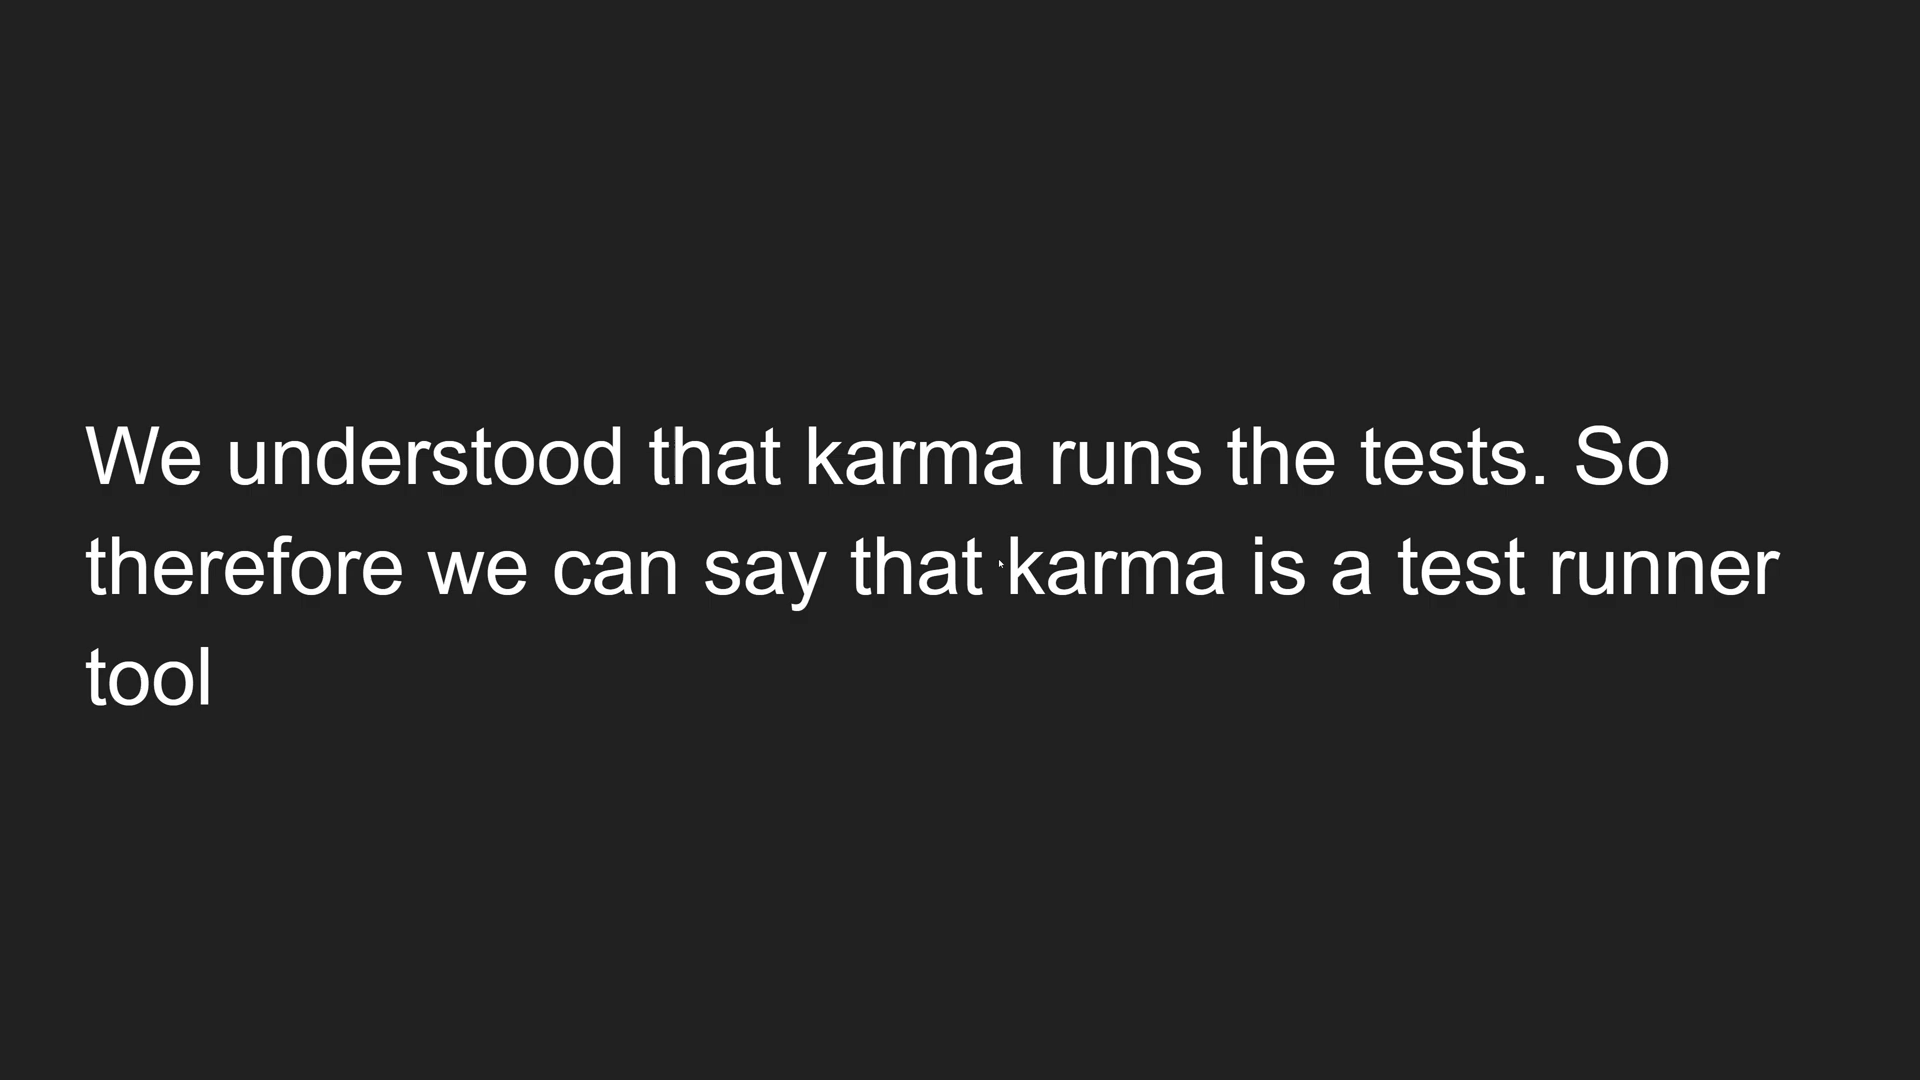 We understood that karma runs the tests. So
therefore we can say that karma is a test runner
tool